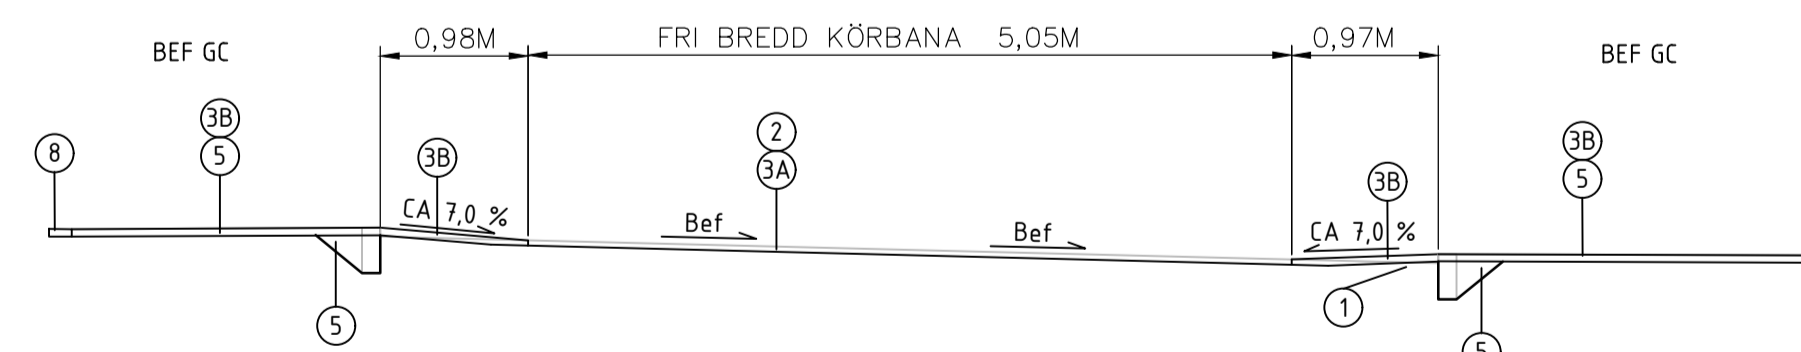 0,98M FRI BREDD KÖRBANA 5,05M 0,97M
BEF GC BEF GC
3B 2 3B
8 5 3B 3A 3B 5
CA 7,0 % Bef Bef CA 7,0 %
5 1 5